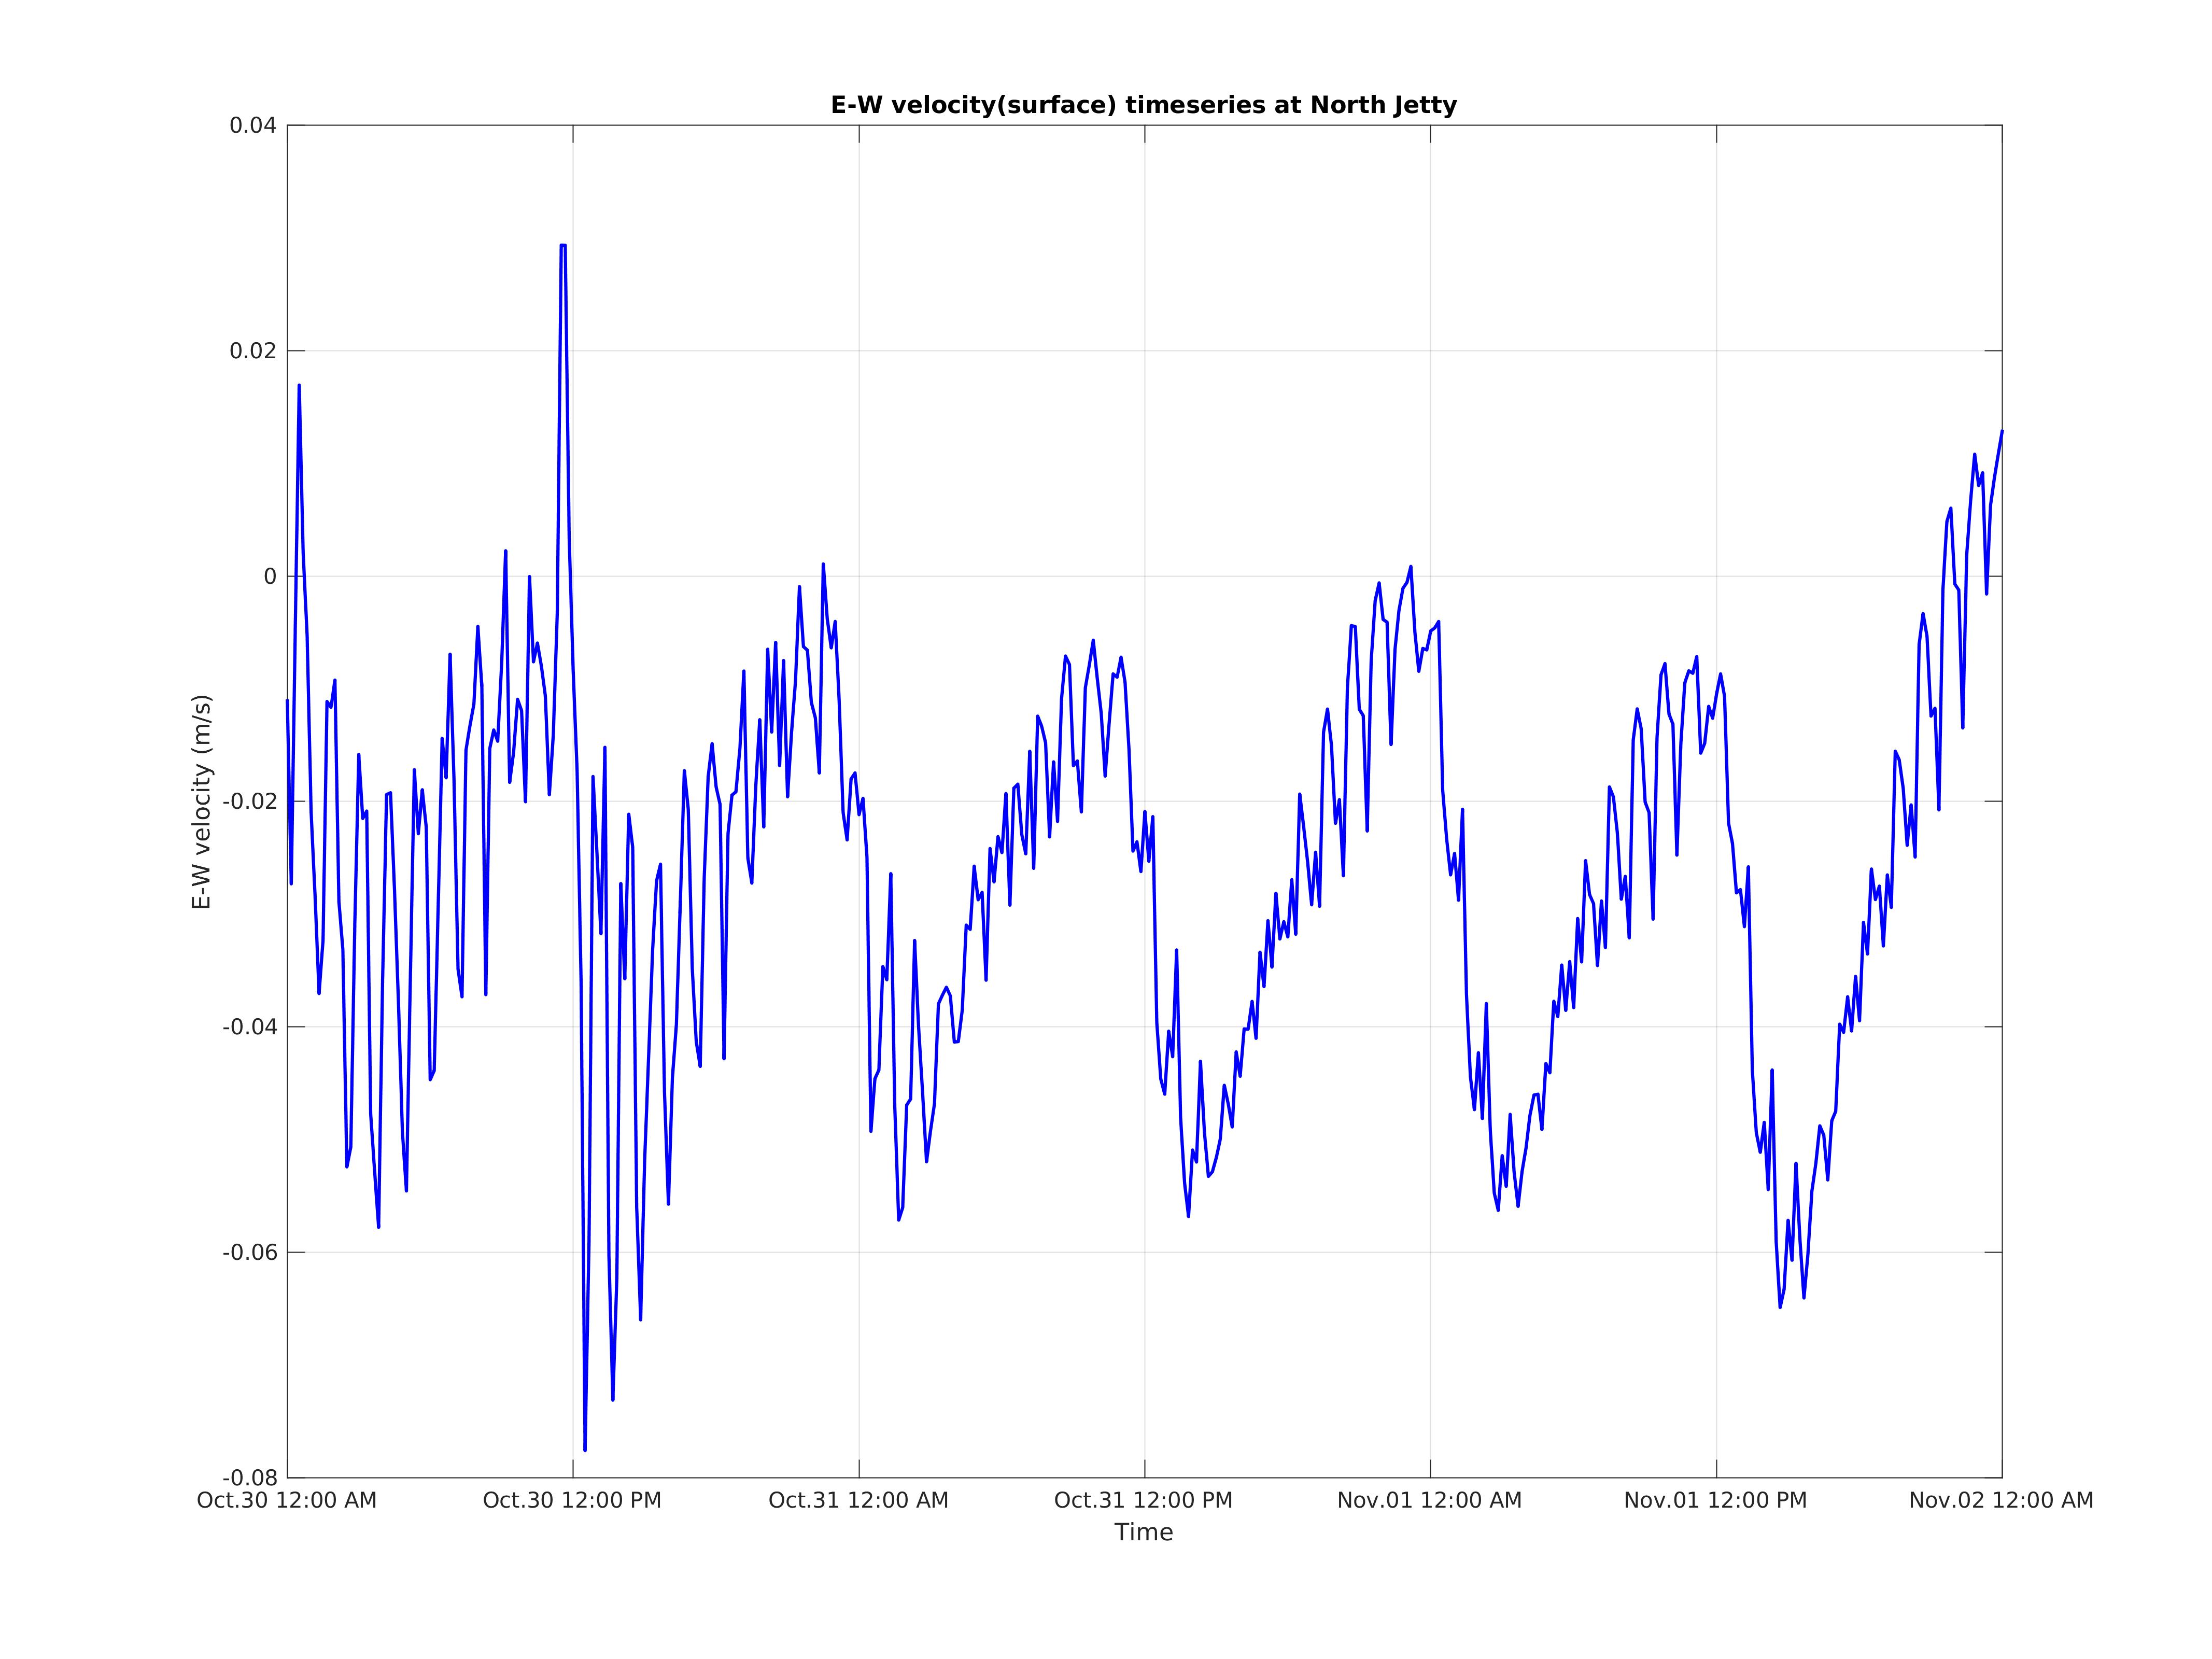 E-W velocity(surface) timeseries at North Jetty
0.04
0.02
0
-0.02
-0.04
-0.06
-0.08
E-W velocity (m/s)
Oct.30 12:00 AM
Oct.30 12:00 PM
Oct.31 12:00 AM
Oct.31 12:00 PM
Nov.01 12:00 AM
Nov.01 12:00 PM
Nov.02 12:00 AM
Time